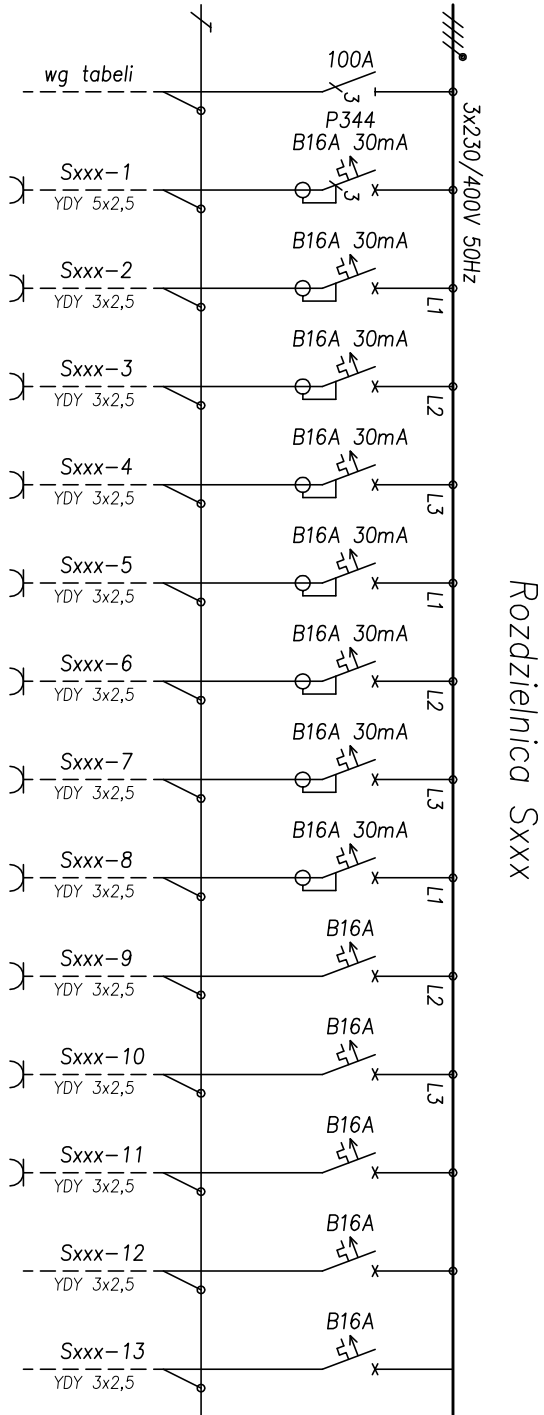 wg tabeli
100A
P344
3x230/400V 50Hz
Sxxx-1
YDY 5x2,5
B16A 30mA
Sxxx-2
YDY 3x2,5
B16A 30mA
L1
Sxxx-3
YDY 3x2,5
B16A 30mA
L2
Sxxx-4
YDY 3x2,5
B16A 30mA
L3
Sxxx-5
YDY 3x2,5
B16A 30mA
L1
Sxxx-6
YDY 3x2,5
B16A 30mA
L2
Sxxx-7
YDY 3x2,5
B16A 30mA
L3
Sxxx-8
YDY 3x2,5
B16A 30mA
L1
Sxxx-9
YDY 3x2,5
B16A
L2
Sxxx-10
YDY 3x2,5
B16A
L3
Sxxx-11
YDY 3x2,5
B16A
Sxxx-12
YDY 3x2,5
B16A
Sxxx-13
YDY 3x2,5
B16A
3
3
Rozdzielnica Sxxx